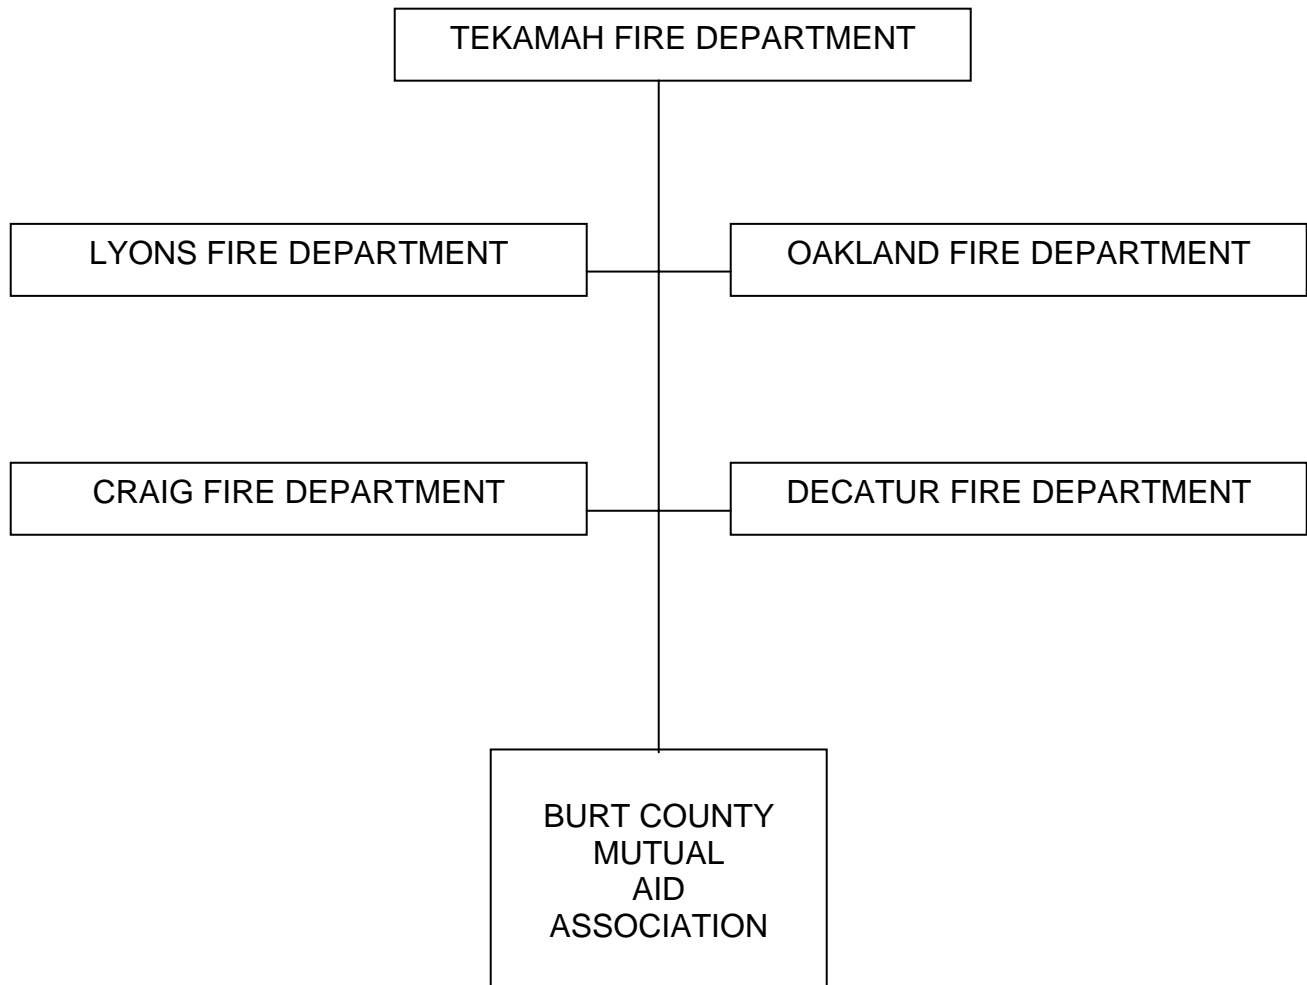 TEKAMAH FIRE DEPARTMENT
LYONS FIRE DEPARTMENT
OAKLAND FIRE DEPARTMENT
CRAIG FIRE DEPARTMENT
DECATUR FIRE DEPARTMENT
BURT COUNTY
MUTUAL
AID
ASSOCIATION